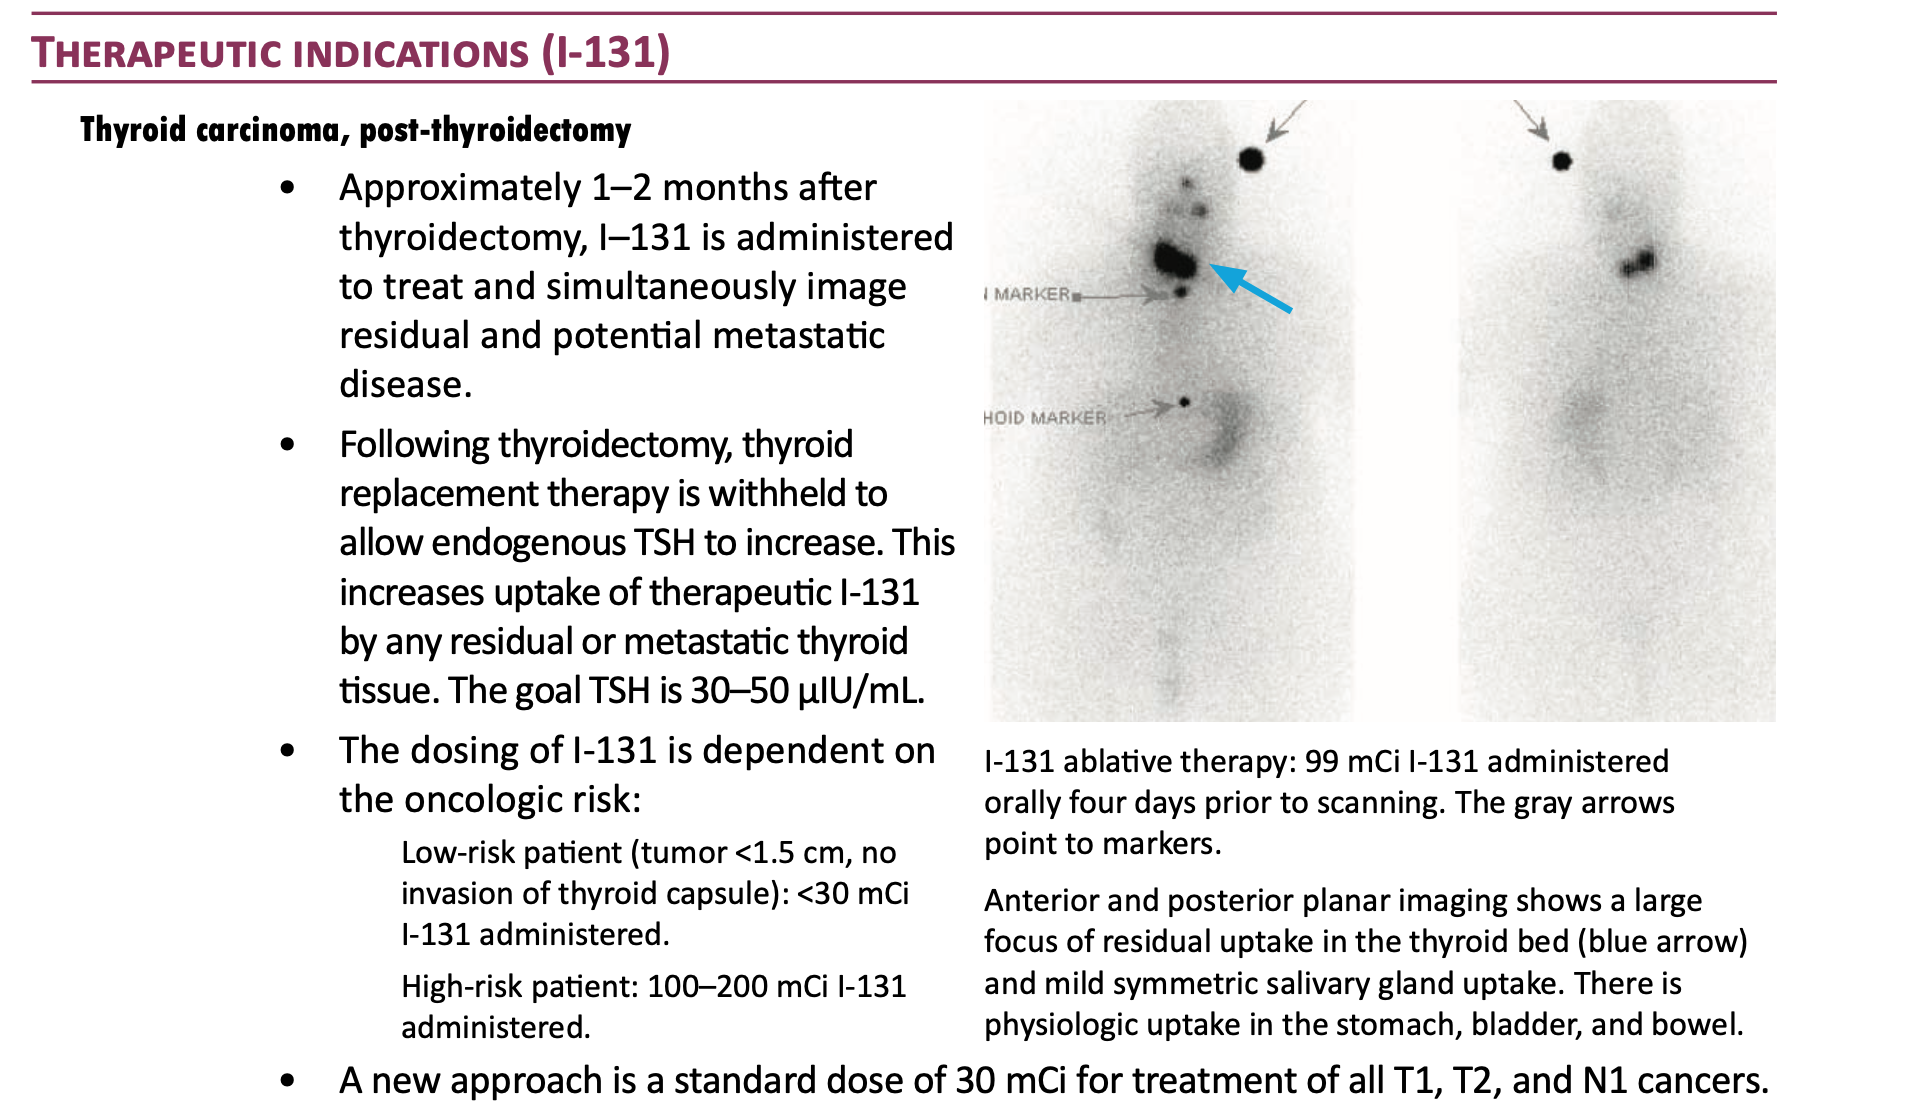 THERAPEUTIC INDICATIONS (I-131)
Thyroid carcinoma, post-thyroidectomy
• Approximately 1–2 months after
thyroidectomy, I–131 is administered
to treat and simultaneously image
residual and potential metastatic
disease.
• Following thyroidectomy, thyroid
replacement therapy is withheld to
allow endogenous TSH to increase. This
increases uptake of therapeutic I-131
by any residual or metastatic thyroid
tissue. The goal TSH is 30–50 µIU/mL.
• The dosing of I-131 is dependent on
the oncologic risk:
Low-risk patient (tumor <1.5 cm, no
invasion of thyroid capsule): <30 mCi
I-131 administered.
High-risk patient: 100–200 mCi I-131
administered.
MARKER
HOID MARKER
I-131 ablative therapy: 99 mCi I-131 administered
orally four days prior to scanning. The gray arrows
point to markers.
Anterior and posterior planar imaging shows a large
focus of residual uptake in the thyroid bed (blue arrow)
and mild symmetric salivary gland uptake. There is
physiologic uptake in the stomach, bladder, and bowel.
• A new approach is a standard dose of 30 mCi for treatment of all T1, T2, and N1 cancers.